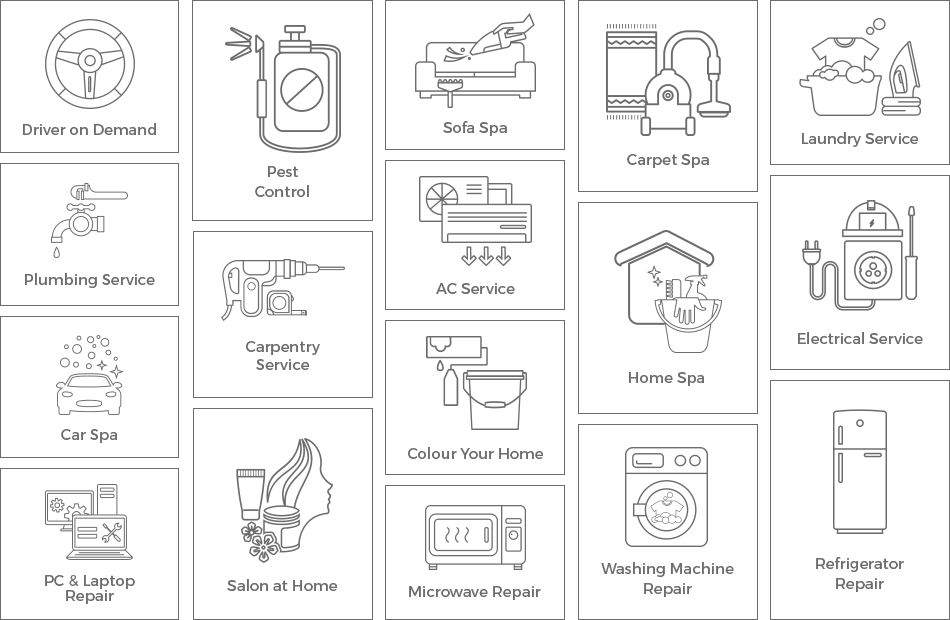 Driver on Demand
Plumbing Service
Car Spa
PC & Laptop
Repair
Pest
Control
Carpentry
Service
Salon at Home
Sofa Spa
AC Service
Colour Your Home
Microwave Repair
Carpet Spa
Home Spa
Washing Machine
Repair
Laundry Service
Electrical Service
Refrigerator
Repair